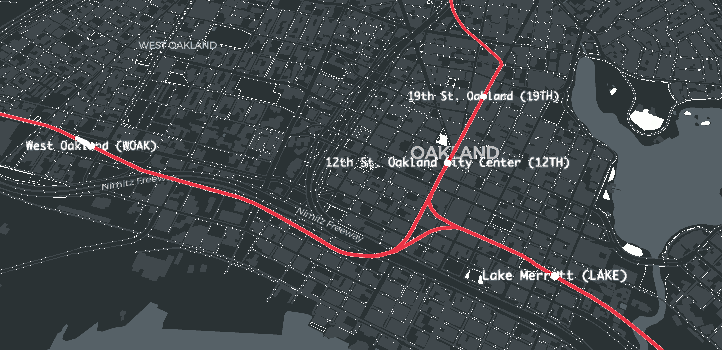 WEST OAKLAND
19th St. Oakland (19TH)
West Oakland (WOAK)
OAKLAND
12th St. Oakland City Center (12TH)
Nimitz Freeway
Nimitz Freeway
Lake Merritt (LAKE)